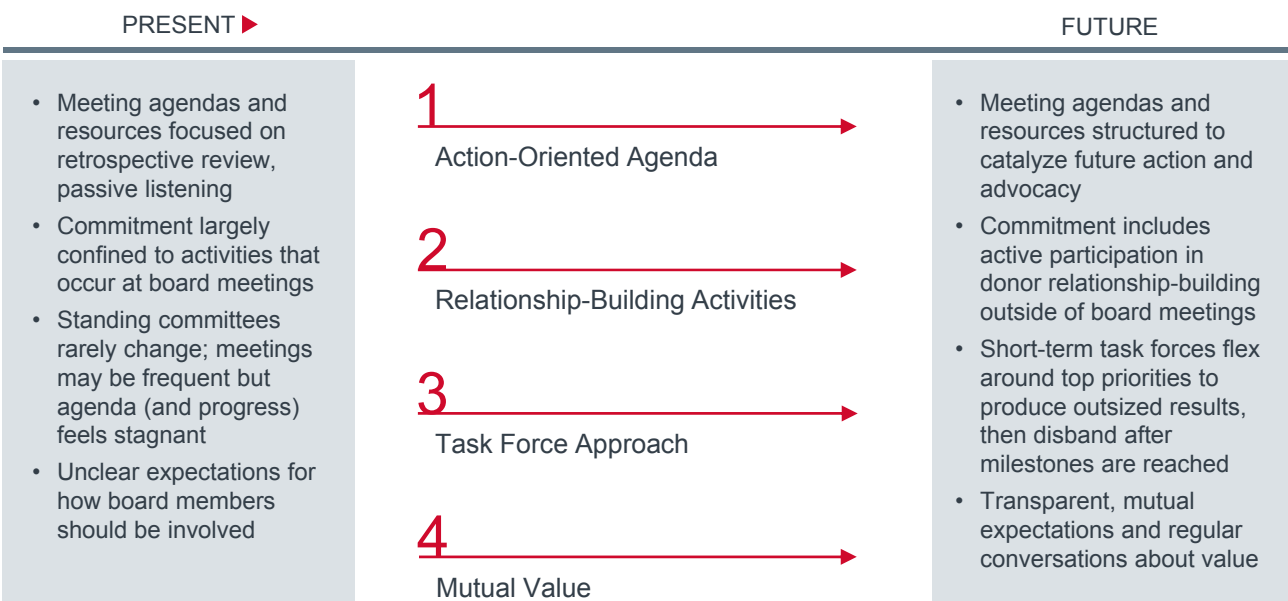 PRESENT
FUTURE
• Meeting agendas and
resources focused on
retrospective review,
passive listening
• Commitment largely
confined to activities that
occur at board meetings
• Standing committees
rarely change; meetings
may be frequent but
agenda (and progress)
feels stagnant
• Unclear expectations for
how board members
should be involved
1
Action-Oriented Agenda
2
Relationship-Building Activities
3
Task Force Approach
4
Mutual Value
• Meeting agendas and
resources structured to
catalyze future action and
advocacy
• Commitment includes
active participation in
donor relationship-building
outside of board meetings
• Short-term task forces flex
around top priorities to
produce outsized results,
then disband after
milestones are reached
• Transparent, mutual
expectations and regular
conversations about value